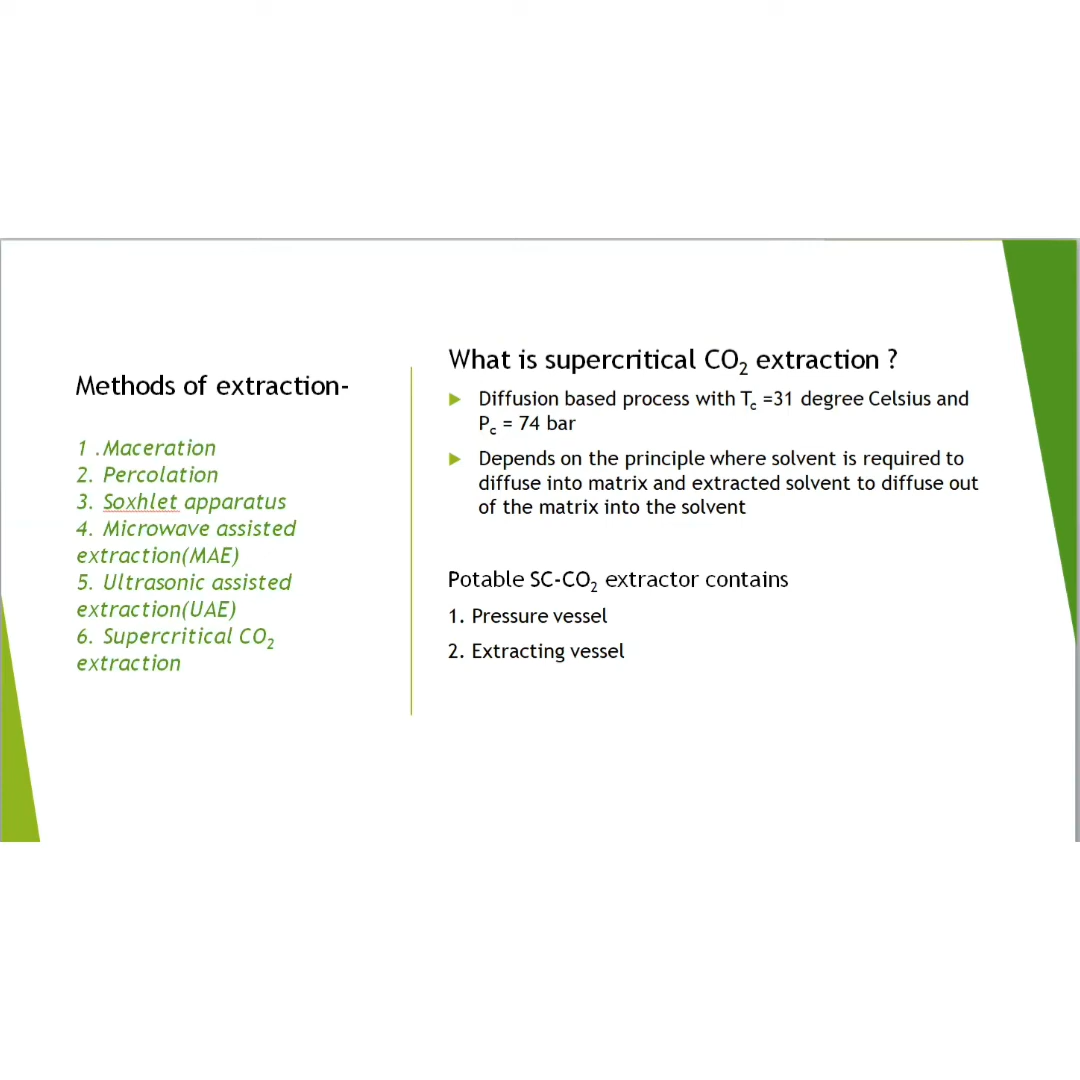 Methods of extraction-
1 .Maceration
2. Percolation
3. Soxhlet apparatus
4. Microwave assisted
extraction(MAE)
5. Ultrasonic assisted
extraction(UAE)
6. Supercritical CO₂
extraction
What is supercritical CO₂ extraction ?
Diffusion based process with Tc =31 degree Celsius and
Pc = 74 bar
Depends on the principle where solvent is required to
diffuse into matrix and extracted solvent to diffuse out
of the matrix into the solvent
Potable SC-CO₂ extractor contains
1. Pressure vessel
2. Extracting vessel